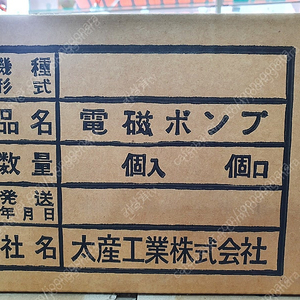 機種
形式
品名 電磁ポンプ
数量 個入 個口
発送
年月日
社名 太産工業株式会社